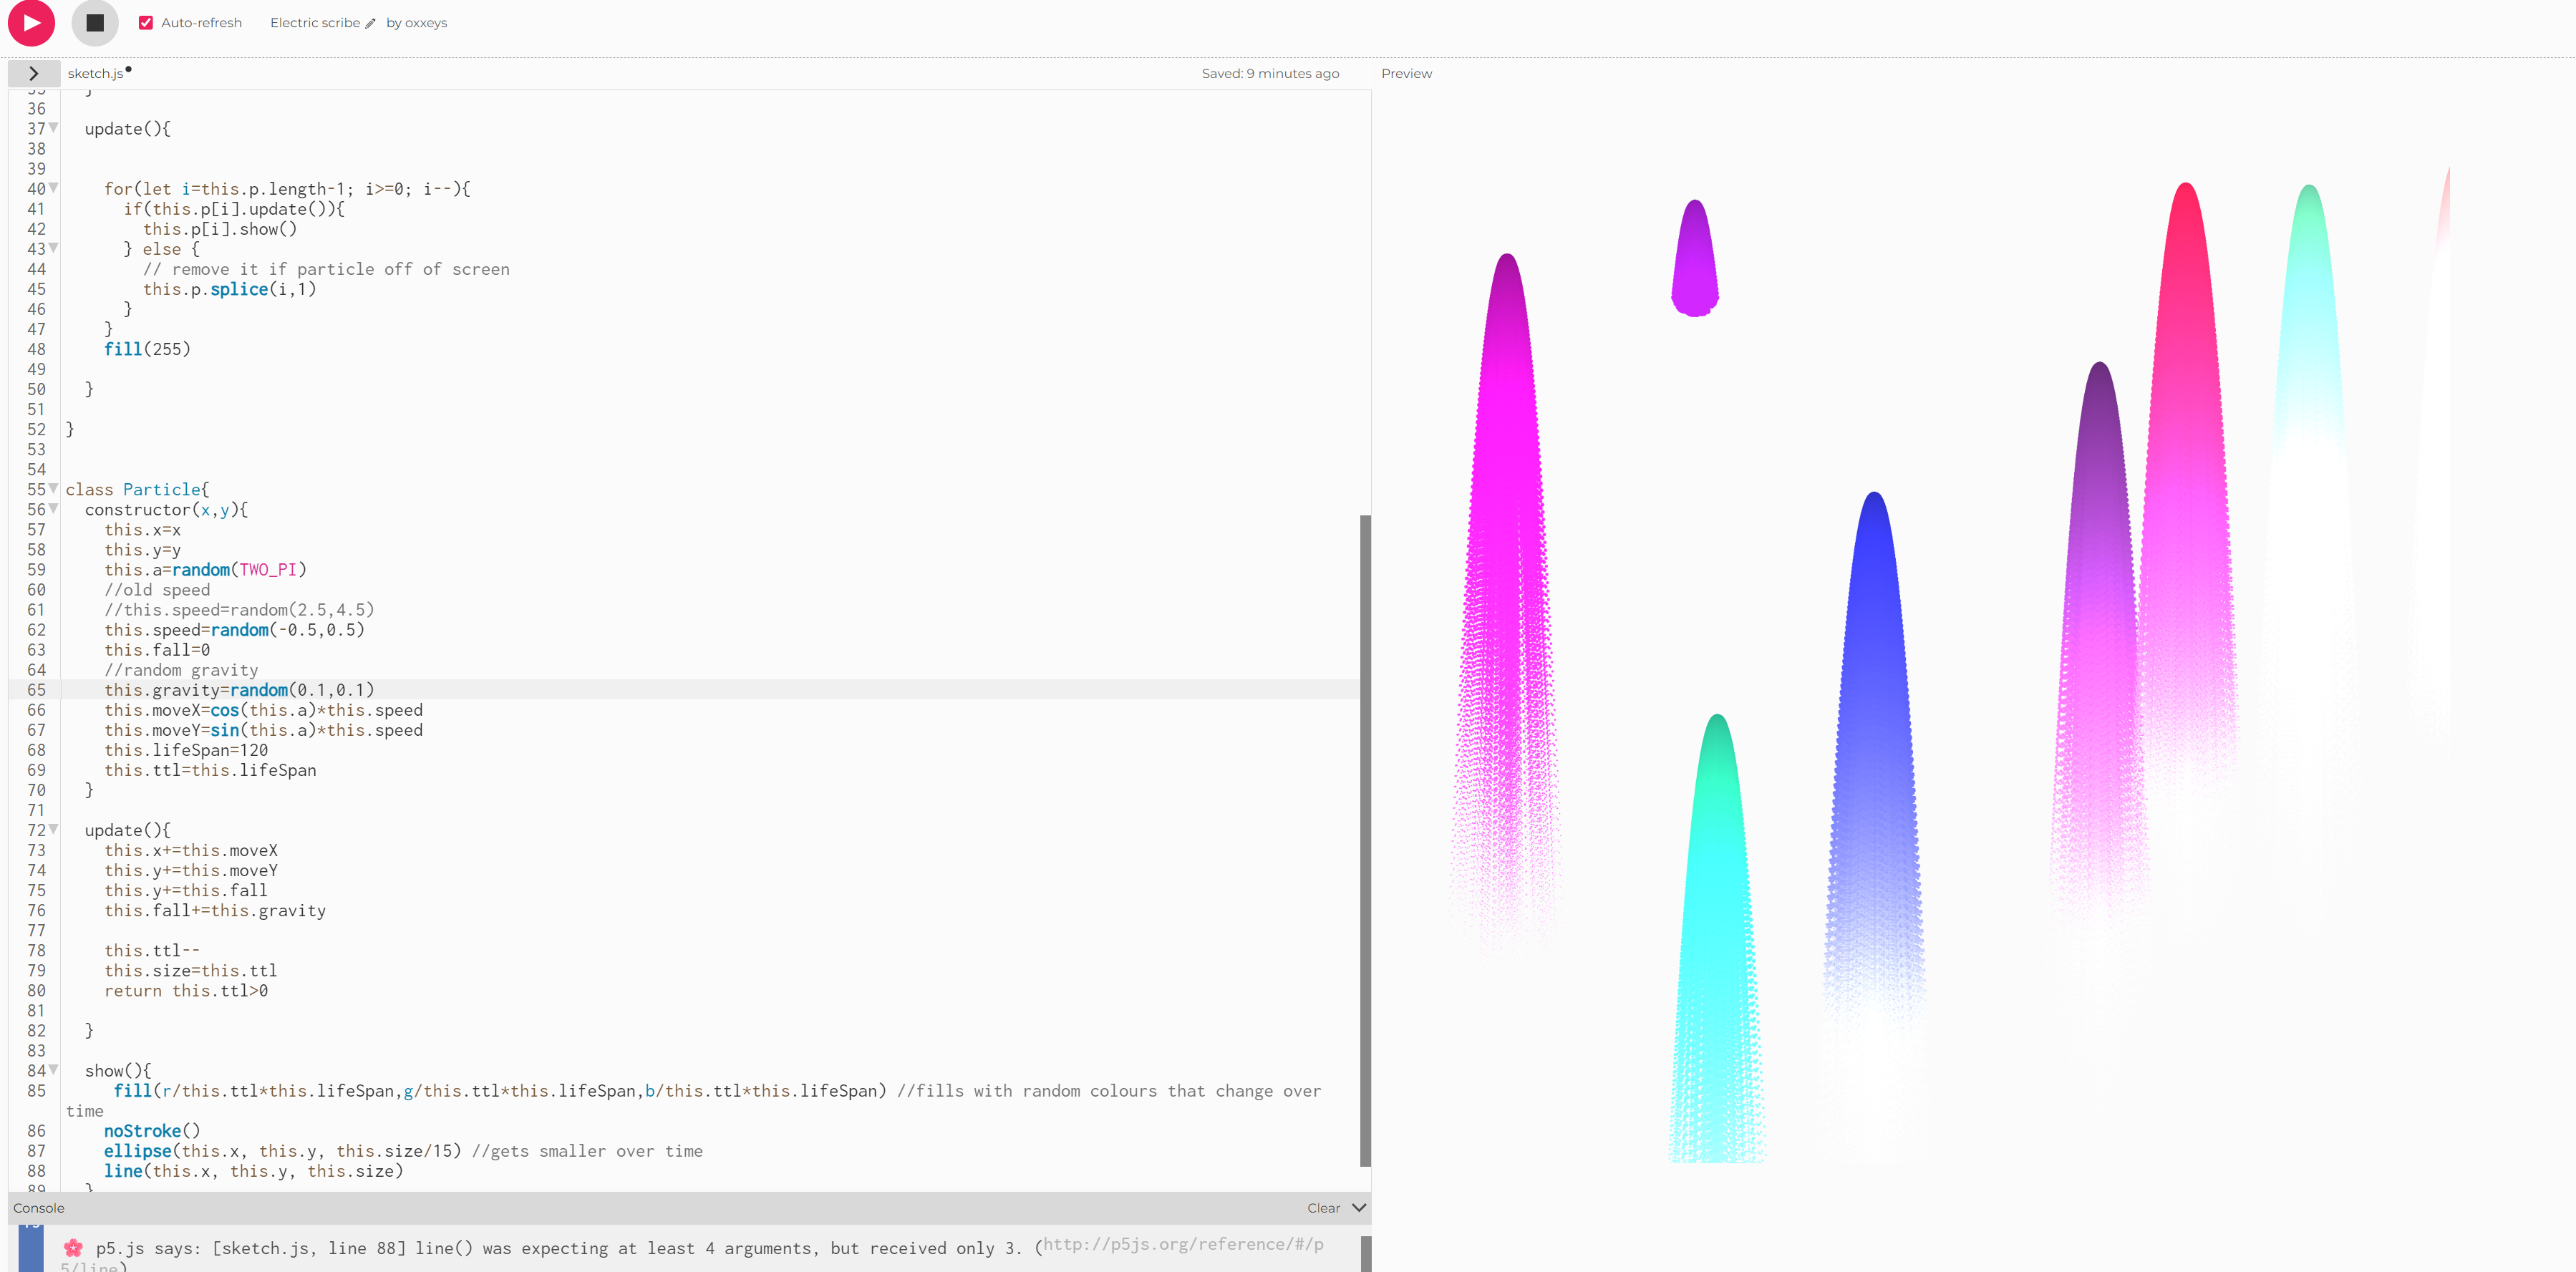 Auto-refresh Electric scribe by oxxeys
sketch.js Saved: 9 minutes ago Preview
35 }
36
37 update(){
38
39
40 for(let i=this.p.length-1; i>=0; i--){
41 if(this.p[i].update()){
42 this.p[i].show()
43 } else {
44 // remove it if particle off of screen
45 this.p.splice(i,1)
46 }
47 }
48 fill(255)
49
50 }
51
52 }
53
54
55 class Particle{
56 constructor(x,y){
57 this.x=x
58 this.y=y
59 this.a=random(TWO_PI)
60 //old speed
61 //this.speed=random(2.5,4.5)
62 this.speed=random(-0.5,0.5)
63 this.fall=0
64 //random gravity
65 this.gravity=random(0.1,0.1)
66 this.moveX=cos(this.a)*this.speed
67 this.moveY=sin(this.a)*this.speed
68 this.lifeSpan=120
69 this.ttl=this.lifeSpan
70 }
71
72 update(){
73 this.x+=this.moveX
74 this.y+=this.moveY
75 this.y+=this.fall
76 this.fall+=this.gravity
77
78 this.ttl--
79 this.size=this.ttl
80 return this.ttl>0
81
82 }
83
84 show(){
85 fill(r/this.ttl*this.lifeSpan,g/this.ttl*this.lifeSpan,b/this.ttl*this.lifeSpan) //fills with random colours that change over
time
86 noStroke()
87 ellipse(this.x, this.y, this.size/15) //gets smaller over time
88 line(this.x, this.y, this.size)
89 }
Console Clear
🌸 p5.js says: [sketch.js, line 88] line() was expecting at least 4 arguments, but received only 3. (http://p5js.org/reference/#/p
5/line)